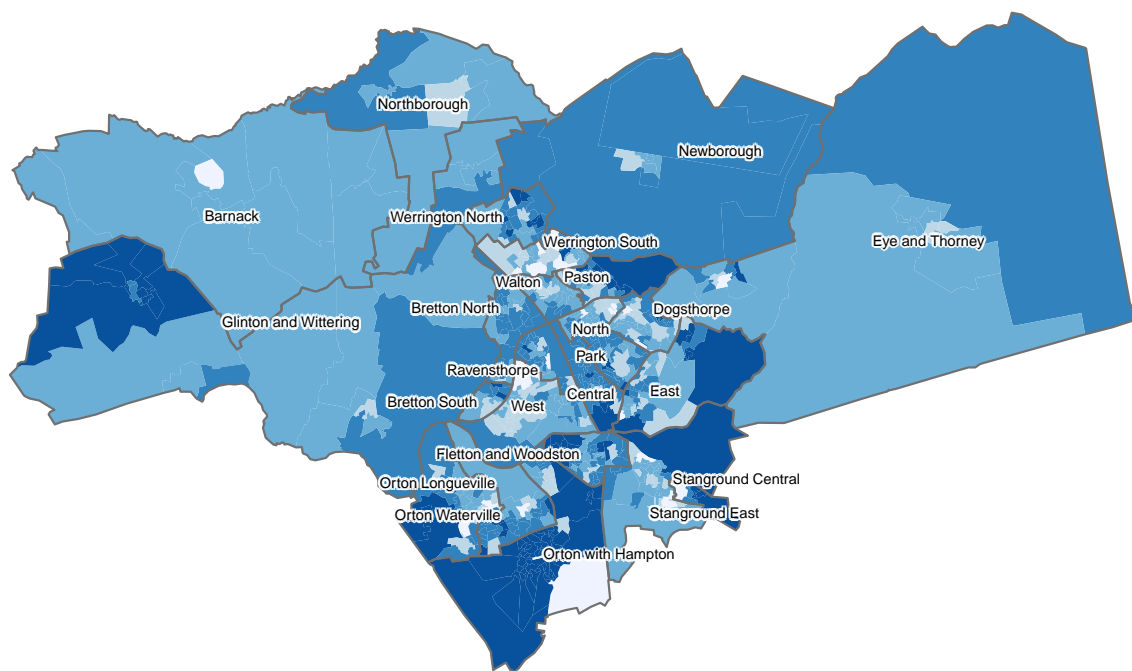 Northborough
Newborough
Barnack
Werrington North
Eye and Thorney
Werrington South
Paston
Walton
Bretton North
Dogsthorpe
Glinton and Wittering
North
Park
Ravensthorpe
East
Central
Bretton South
West
Fletton and Woodston
Stanground Central
Orton Longueville
Orton Waterville
Stanground East
Orton with Hampton